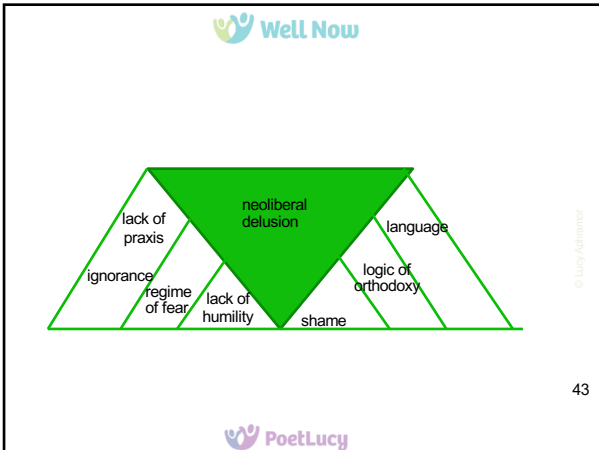 Well Now
neoliberal
delusion
lack of
praxis
language
ignorance
regime
of fear
lack of
humility
logic of
orthodoxy
shame
© Lucy Aphramor
43
PoetLucy